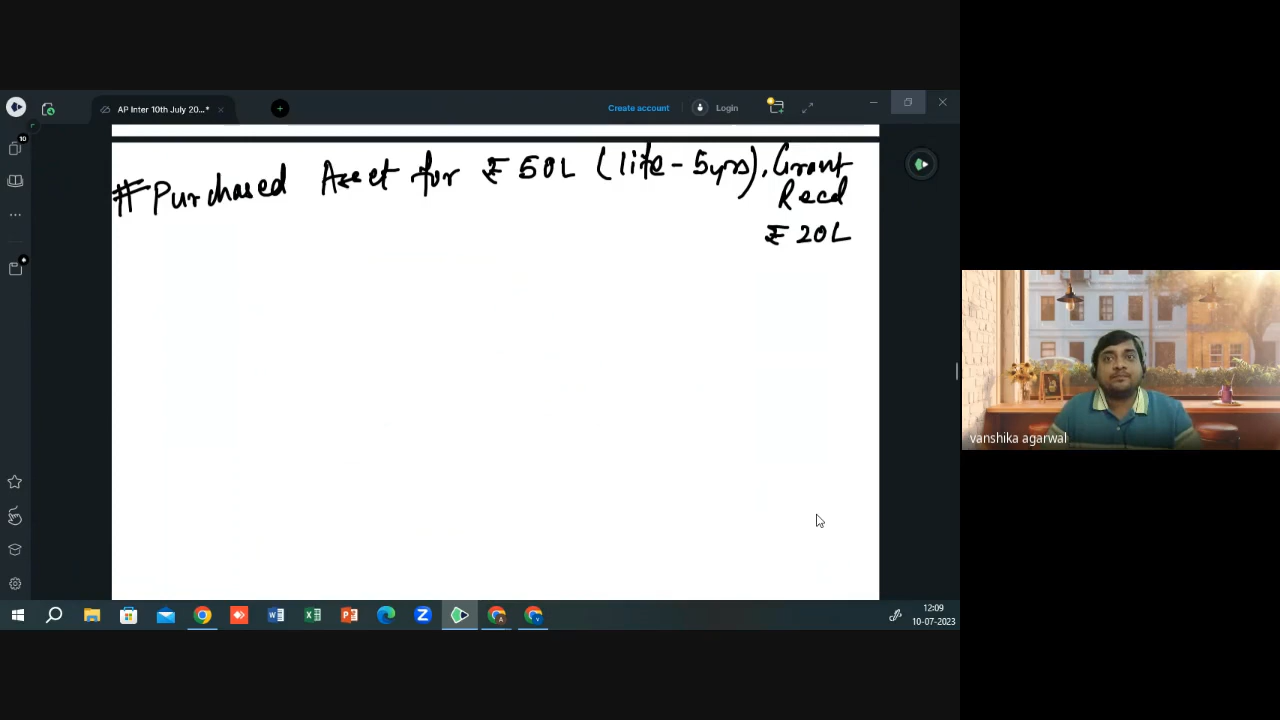 AP Inter 10th July 20...*
Create account
Login
10
#Purchased Asset for ₹ 50L (life - 5yrs). Grant
Recd
₹ 20L
vanshika agarwal
12:09
10-07-2023